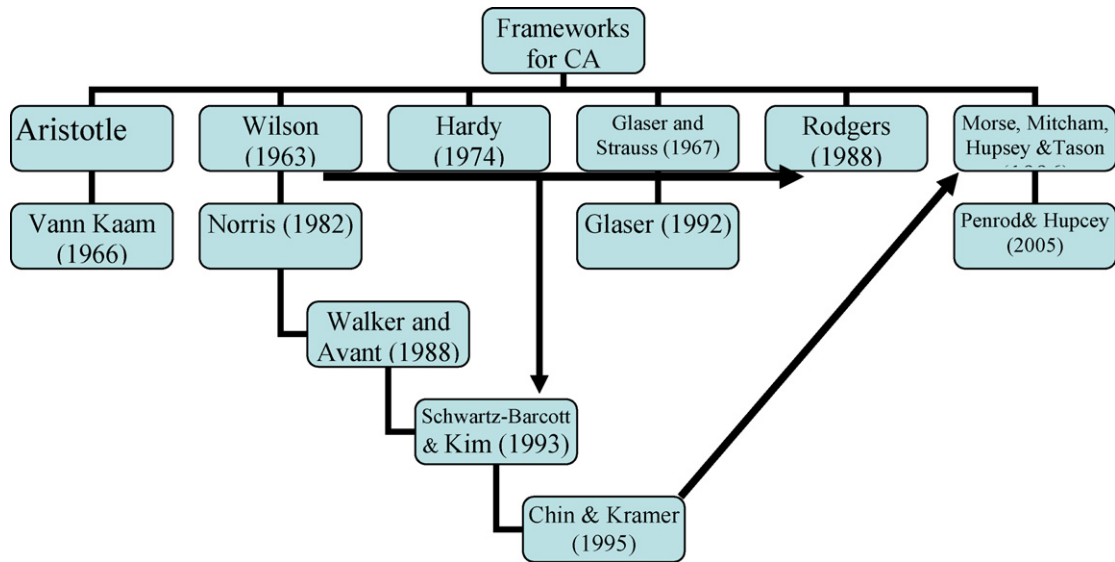 Frameworks
for CA
Aristotle
Wilson
(1963)
Hardy
(1974)
Glaser and
Strauss (1967)
Rodgers
(1988)
Morse, Mitcham,
Hupsey &Tason
Vann Kaam
(1966)
Norris (1982)
Glaser (1992)
Penrod& Hupcey
(2005)
Walker and
Avant (1988)
Schwartz-Barcott
& Kim (1993)
Chin & Kramer
(1995)